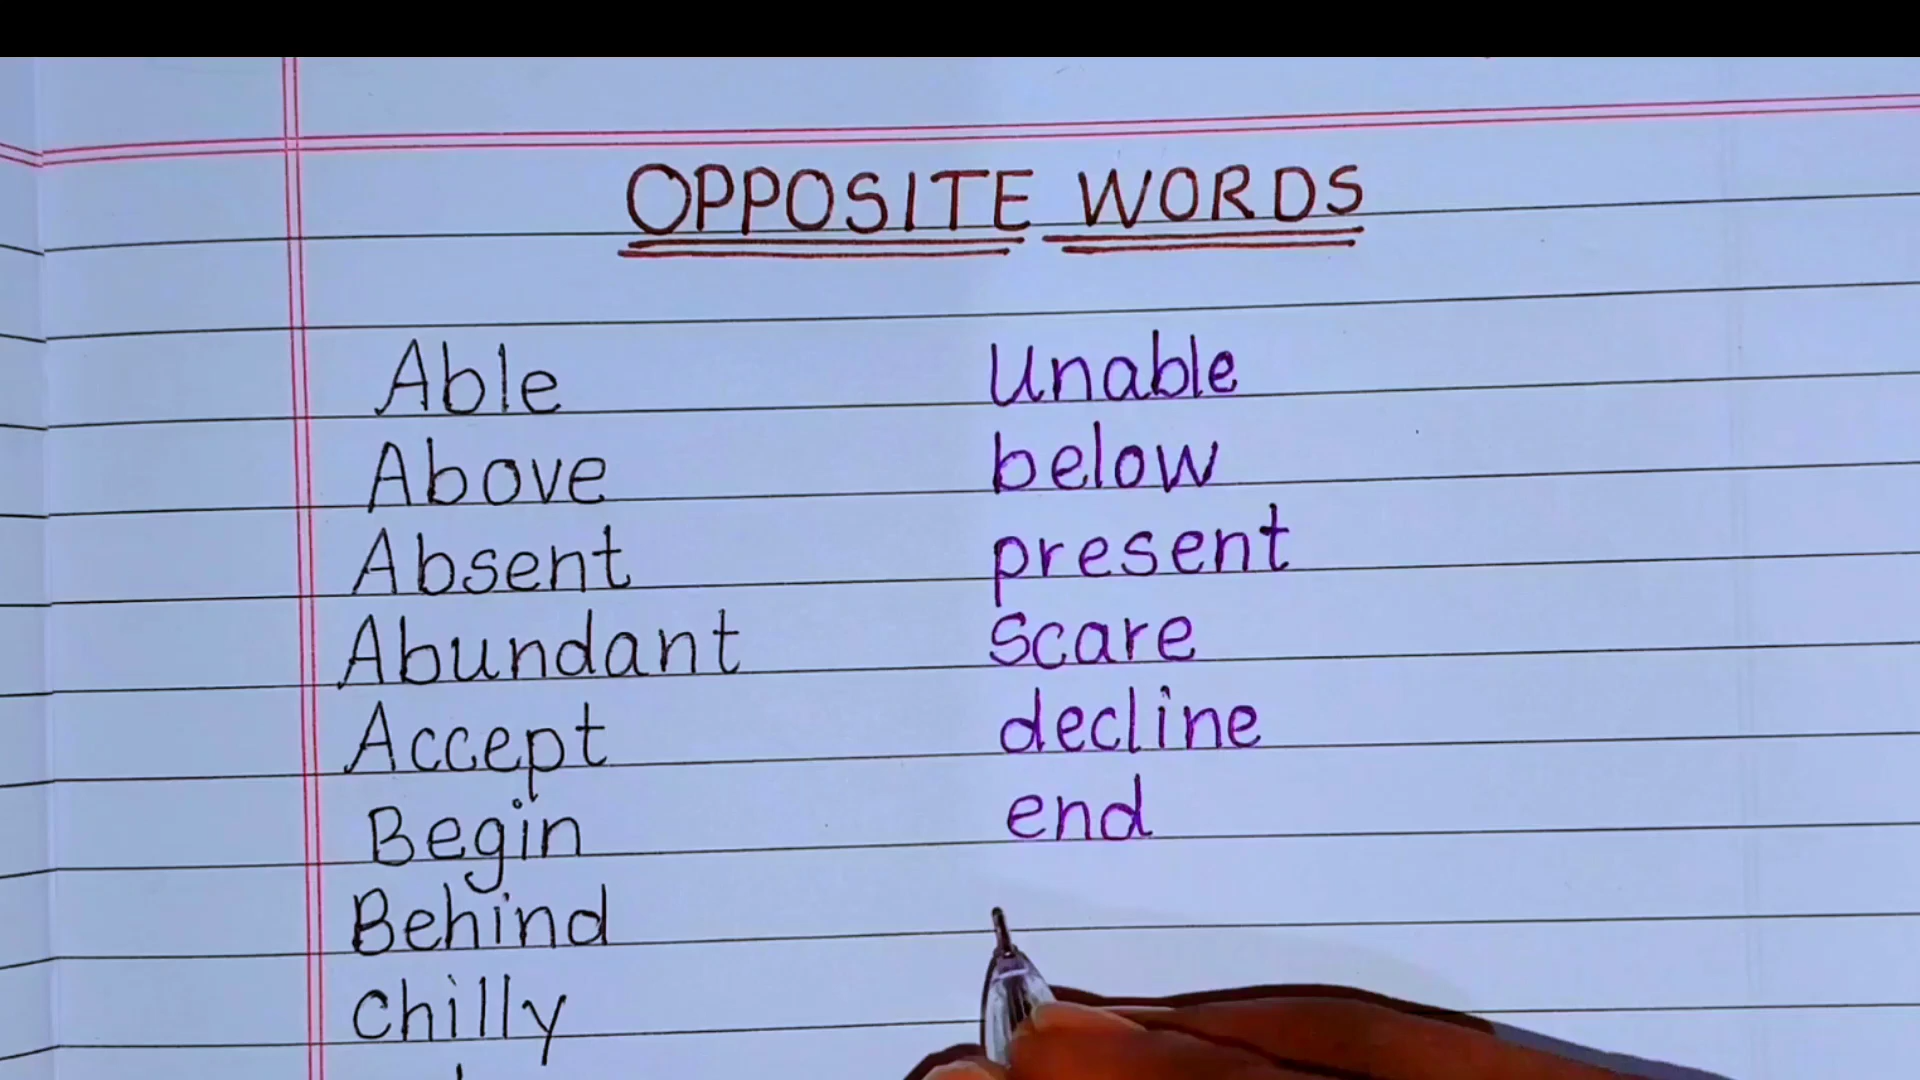 OPPOSITE WORDS
Able Unable
Above below
Absent present
Abundant Scare
Accept decline
Begin end
Behind
Chilly